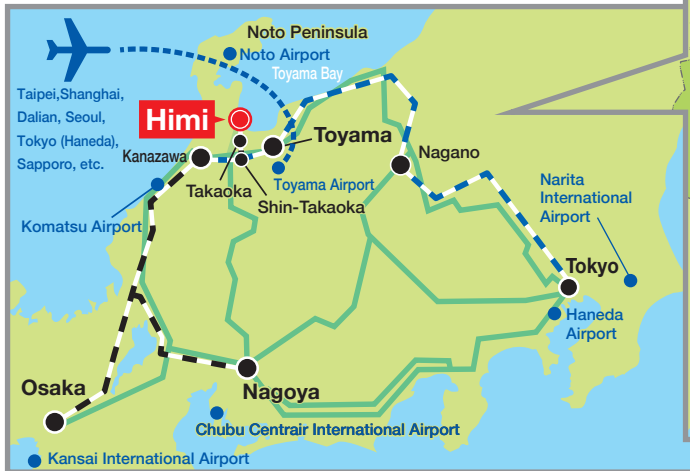 Noto Peninsula
Noto Airport
Toyama Bay
Taipei,Shanghai,
Dalian, Seoul,
Tokyo (Haneda),
Sapporo, etc.
Himi
Toyama
Kanazawa
Nagano
Takaoka
Toyama Airport
Shin-Takaoka
Narita
International
Airport
Komatsu Airport
Tokyo
Haneda
Airport
Osaka
Nagoya
Chubu Centrair International Airport
Kansai International Airport